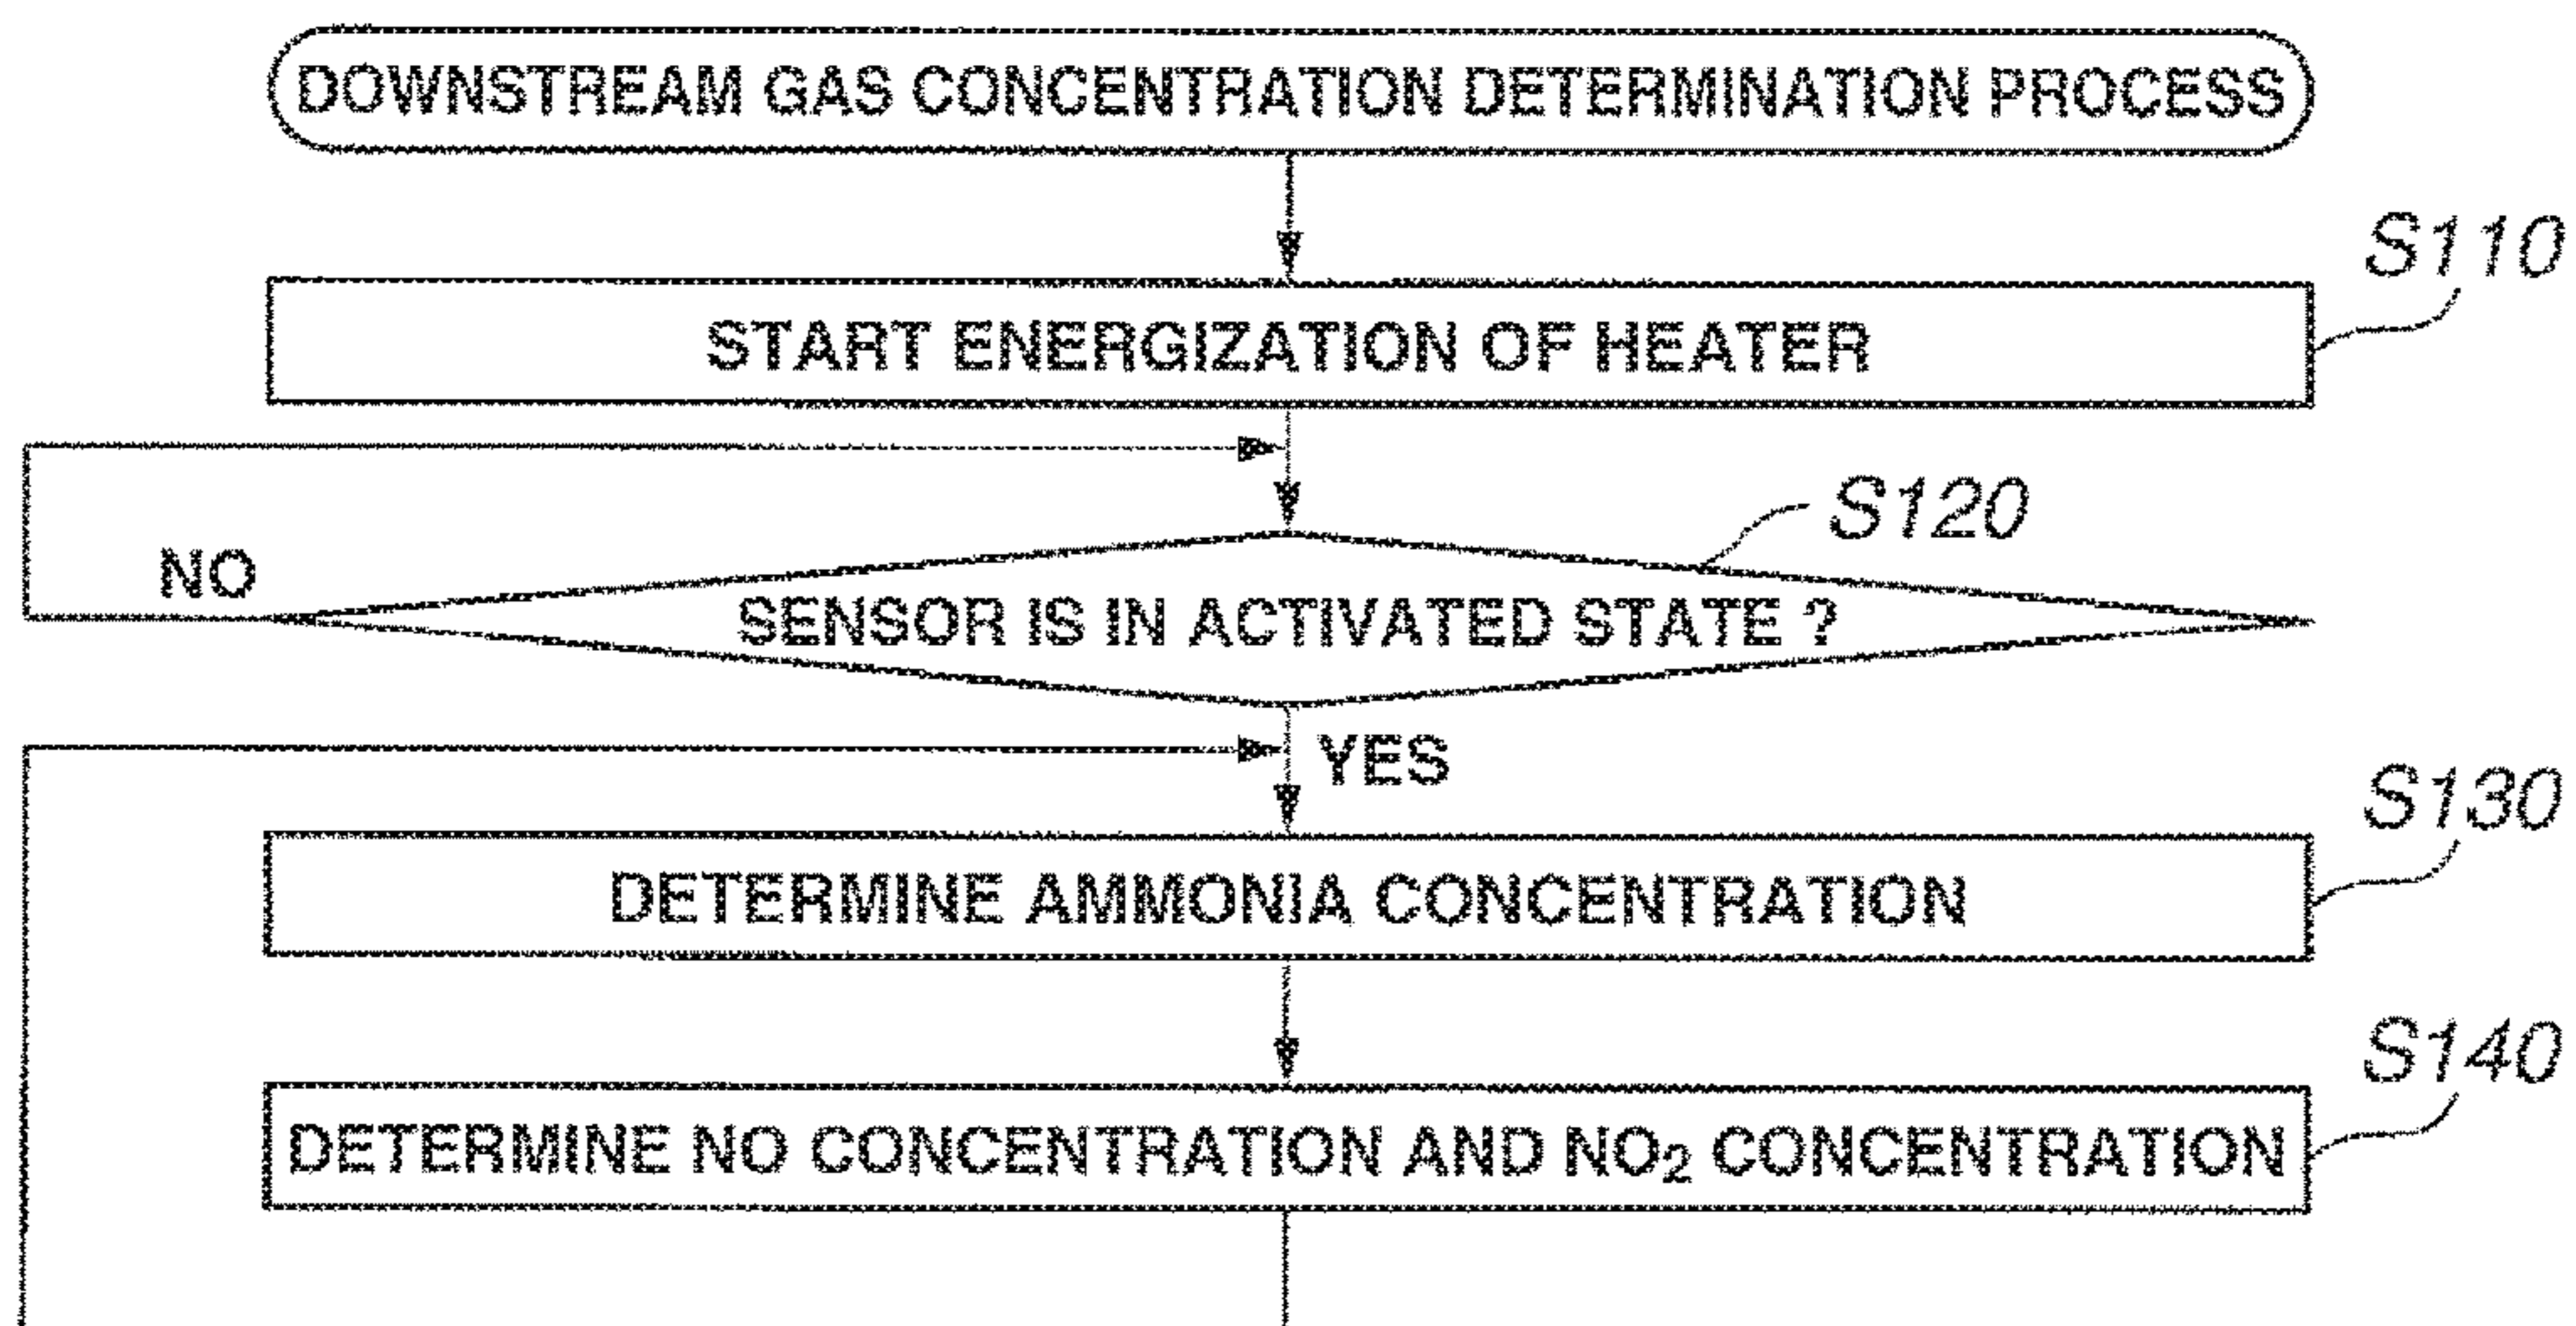 DOWNSTREAM GAS CONCENTRATION DETERMINATION PROCESS
S110
START ENERGIZATION OF HEATER
S120
NO
SENSOR IS IN ACTIVATED STATE ?
YES
S130
DETERMINE AMMONIA CONCENTRATION
S140
DETERMINE NO CONCENTRATION AND NO₂ CONCENTRATION